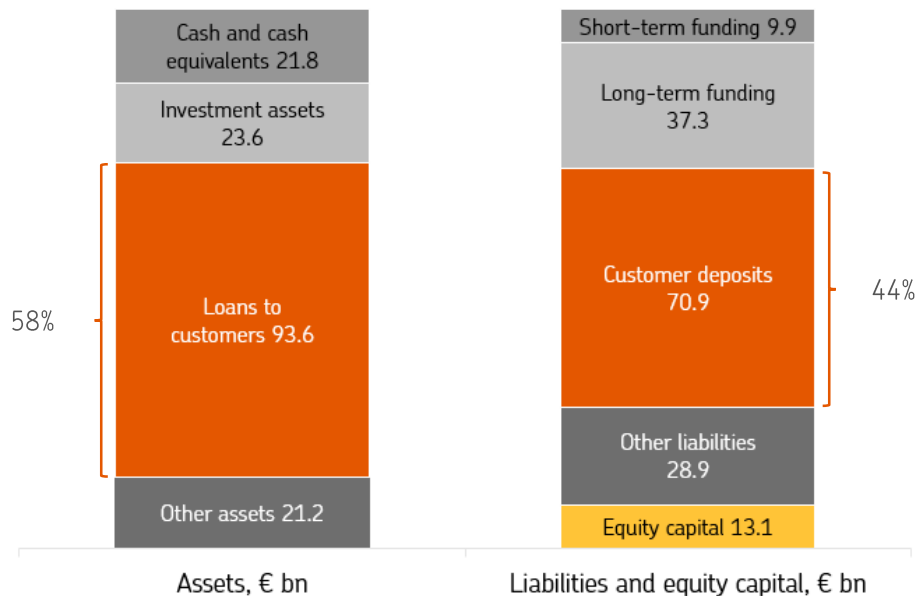 Cash and cash
equivalents 21.8
Investment assets
23.6
58%
Loans to
customers 93.6
Other assets 21.2
Assets, € bn
Short-term funding 9.9
Long-term funding
37.3
Customer deposits
70.9
44%
Other liabilities
28.9
Equity capital 13.1
Liabilities and equity capital, € bn